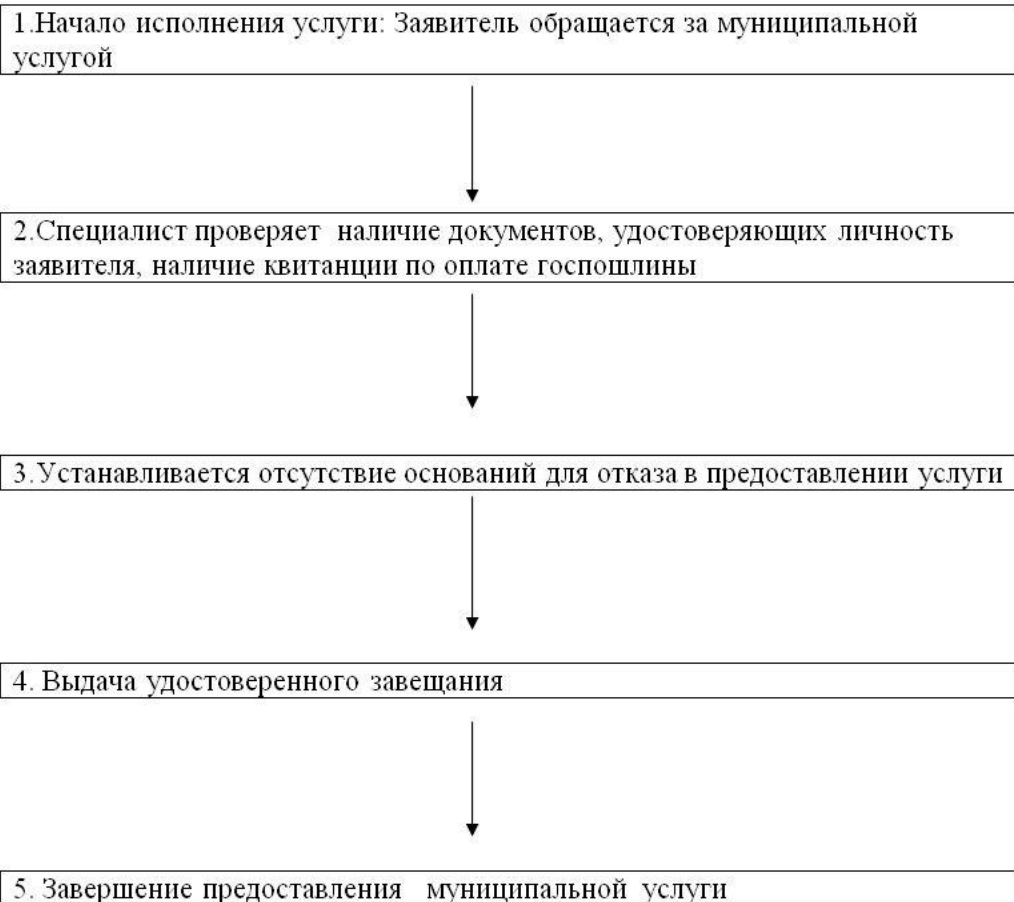 1.Начало исполнения услуги: Заявитель обращается за муниципальной
услугой
2.Специалист проверяет наличие документов, удостоверяющих личность
заявителя, наличие квитанции по оплате госпошлины
3.Устанавливается отсутствие оснований для отказа в предоставлении услуги
4. Выдача удостоверенного завещания
5. Завершение предоставления муниципальной услуги